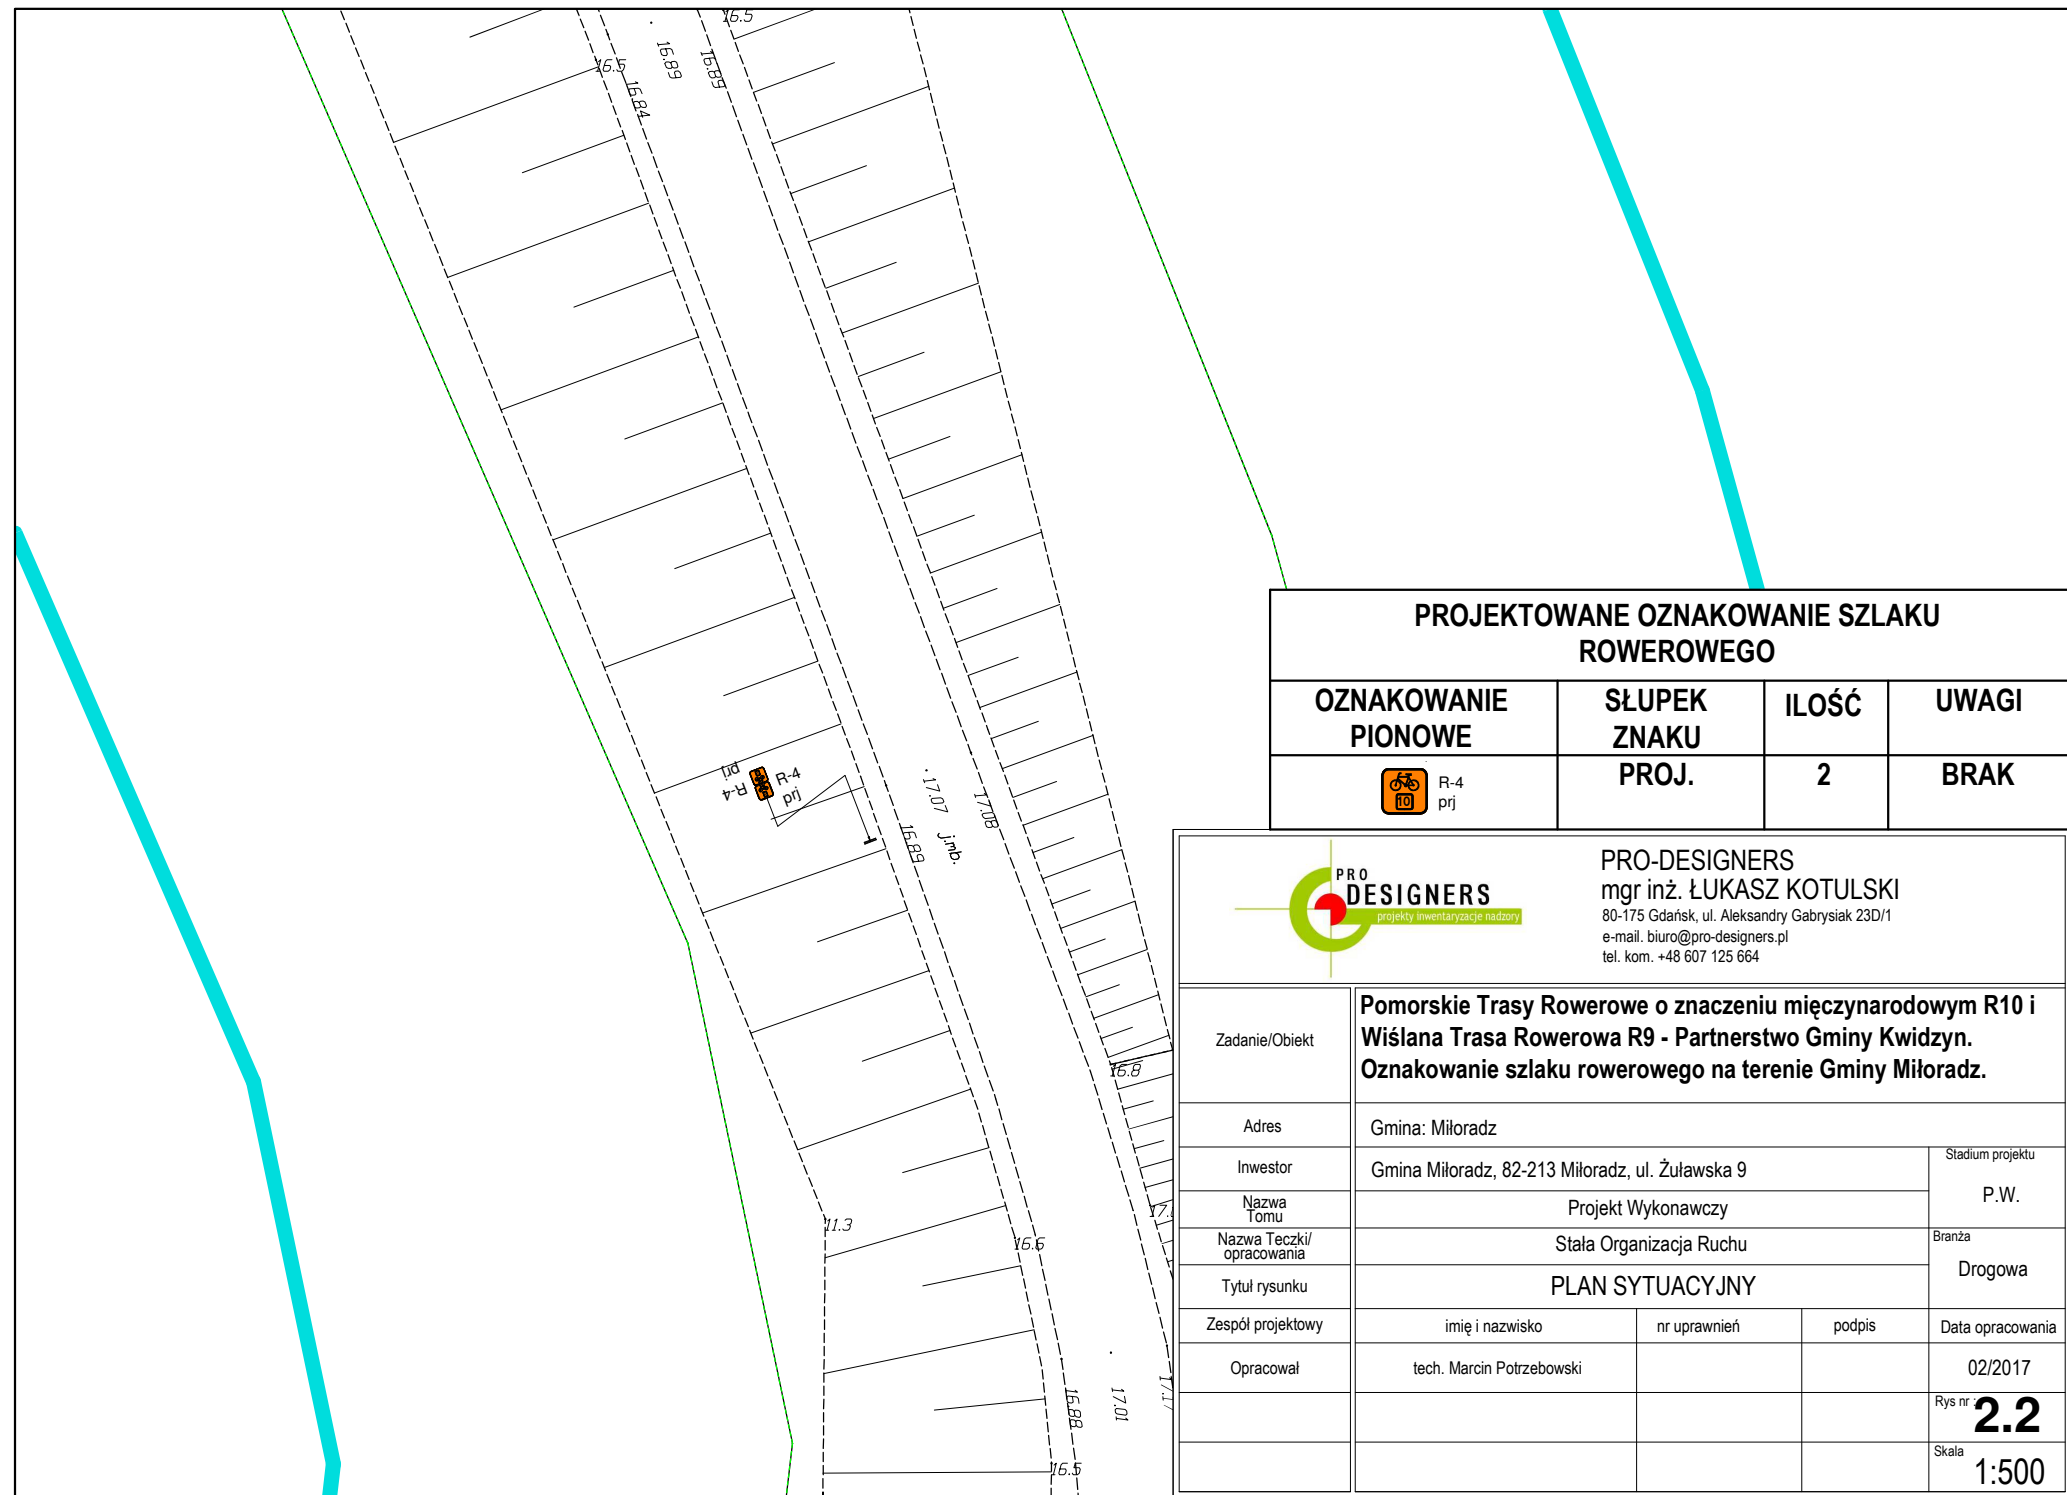 16.5
16.89
16.89
16.5
16.84
prj
R-4
R-4
prj
17.07
j.mb.
17.08
16.89
16.8
11.3
16.6
16.88
17.01
16.5
PROJEKTOWANE OZNAKOWANIE SZLAKU
ROWEROWEGO
OZNAKOWANIE
PIONOWE
SŁUPEK
ZNAKU
ILOŚĆ
UWAGI
10
R-4
prj
PROJ.
2
BRAK
PRO
DESIGNERS
projekty inwentaryzacje nadzory
PRO-DESIGNERS
mgr inż. ŁUKASZ KOTULSKI
80-175 Gdańsk, ul. Aleksandry Gabrysiak 23D/1
e-mail. biuro@pro-designers.pl
tel. kom. +48 607 125 664
Zadanie/Obiekt
Pomorskie Trasy Rowerowe o znaczeniu mięczynarodowym R10 i
Wiślana Trasa Rowerowa R9 - Partnerstwo Gminy Kwidzyn.
Oznakowanie szlaku rowerowego na terenie Gminy Miłoradz.
Adres
Gmina: Miłoradz
Inwestor
Gmina Miłoradz, 82-213 Miłoradz, ul. Żuławska 9
Stadium projektu
P.W.
Nazwa
Tomu
Projekt Wykonawczy
Nazwa Teczki/
opracowania
Stała Organizacja Ruchu
Branża
Drogowa
Tytuł rysunku
PLAN SYTUACYJNY
Zespół projektowy
imię i nazwisko
nr uprawnień
podpis
Data opracowania
Opracował
tech. Marcin Potrzebowski
02/2017
Rys nr :
2.2
Skala
1:500